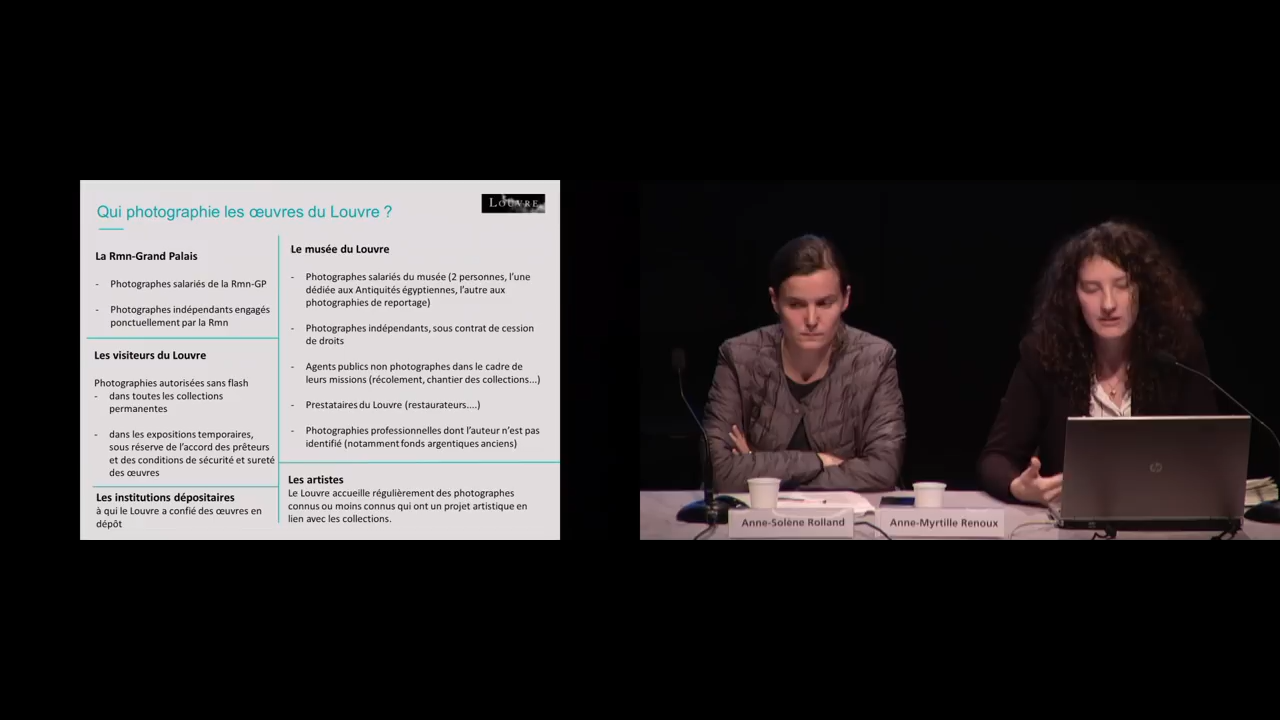 Qui photographie les œuvres du Louvre ?
LOUVRE
La Rmn-Grand Palais
- Photographes salariés de la Rmn-GP
- Photographes indépendants engagés
ponctuellement par la Rmn
Les visiteurs du Louvre
Photographies autorisées sans flash
- dans toutes les collections
permanentes
- dans les expositions temporaires,
sous réserve de l'accord des prêteurs
et des conditions de sécurité et sureté
des œuvres
Les institutions dépositaires
à qui le Louvre a confié des œuvres en
dépôt
Le musée du Louvre
- Photographes salariés du musée (2 personnes, l'une
dédiée aux Antiquités égyptiennes, l'autre aux
photographies de reportage)
- Photographes indépendants, sous contrat de cession
de droits
- Agents publics non photographes dans le cadre de
leurs missions (récolement, chantier des collections...)
- Prestataires du Louvre (restaurateurs....)
- Photographies professionnelles dont l'auteur n'est pas
identifié (notamment fonds argentiques anciens)
Les artistes
Le Louvre accueille régulièrement des photographes
connus ou moins connus qui ont un projet artistique en
lien avec les collections.
Anne-Solène Rolland
Anne-Myrtille Renoux
hp